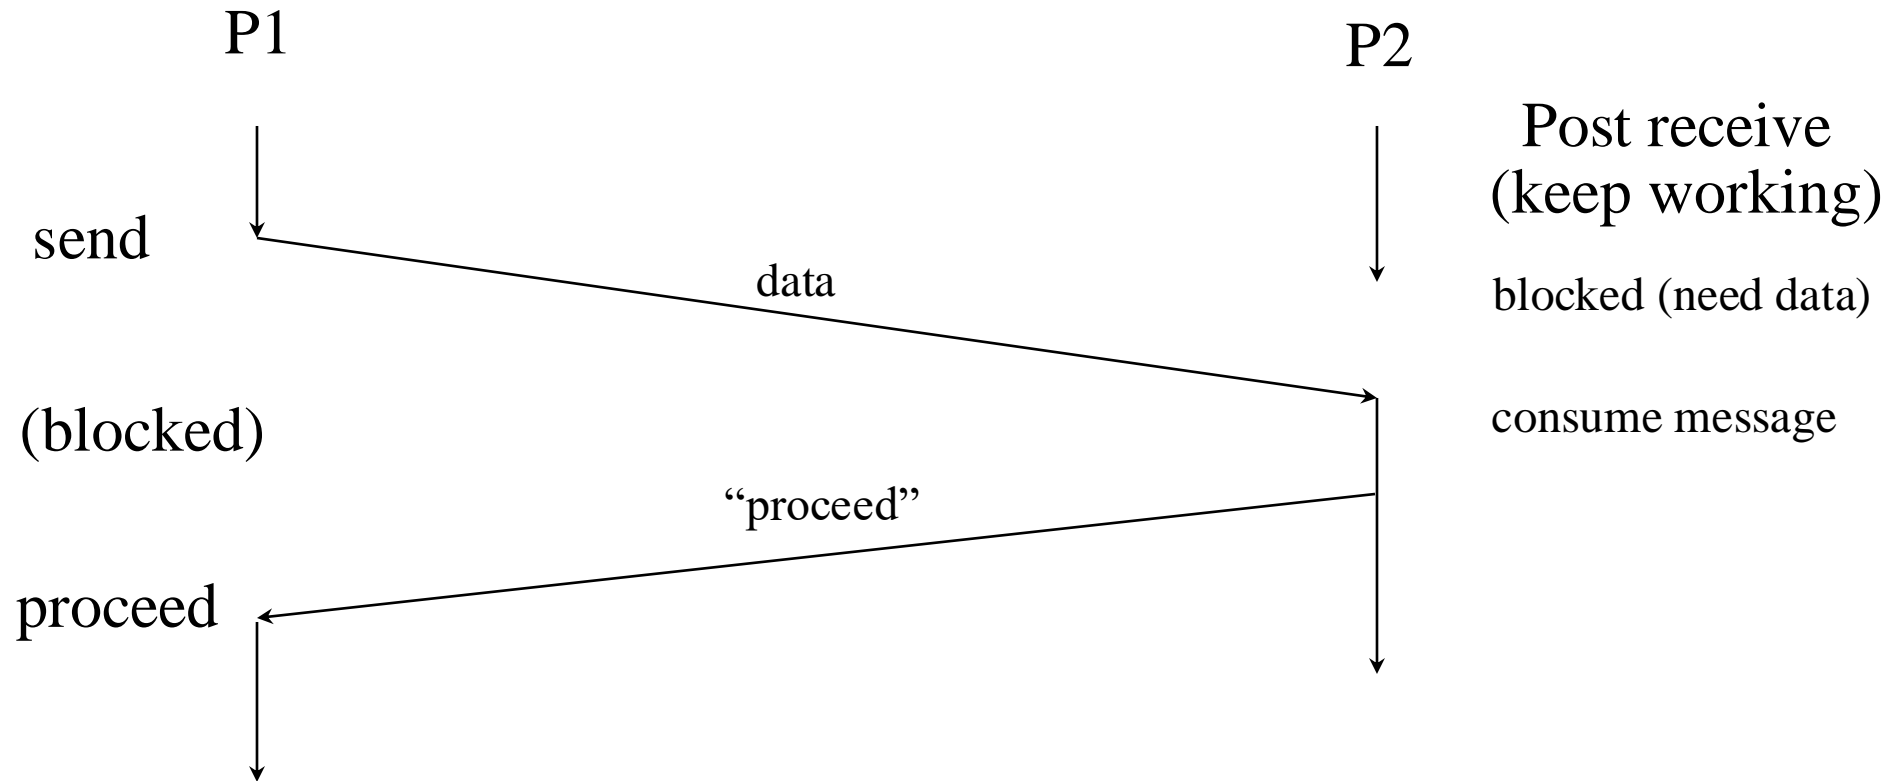 P1
P2
Post receive
(keep working)
send
data
blocked (need data)
(blocked)
consume message
“proceed”
proceed